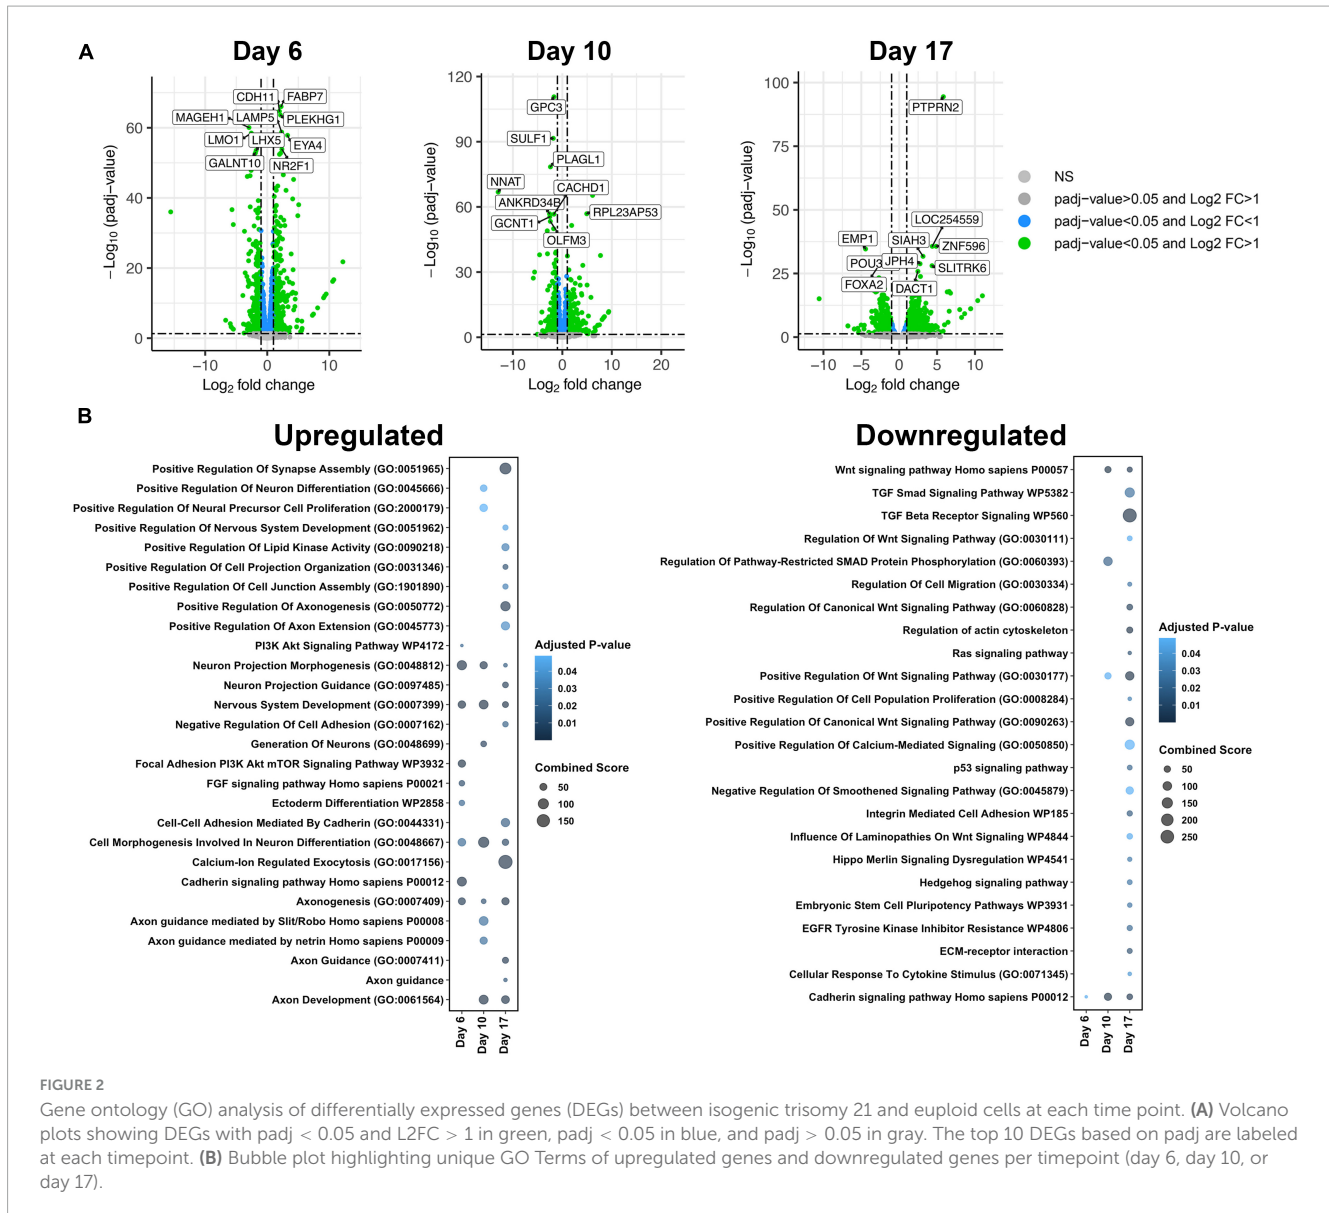 A
Day 6
Day 10
Day 17
−Log10 (padj−value)
60
40
20
0
CDH11
FABP7
MAGEH1
LAMP5
PLEKHG1
LMO1
LHX5
EYA4
GALNT10
NR2F1
−10
0
10
Log2 fold change
−Log10 (padj−value)
120
90
60
30
0
GPC3
SULF1
PLAGL1
NNAT
CACHD1
ANKRD34B
RPL23AP53
GCNT1
OLFM3
−10
0
10
20
Log2 fold change
−Log10 (padj−value)
100
75
50
25
0
PTPRN2
LOC254559
EMP1
SIAH3
ZNF596
POU3
JPH4
SLITRK6
FOXA2
DACT1
−10
−5
0
5
10
Log2 fold change
NS
padj−value>0.05 and Log2 FC>1
padj−value<0.05 and Log2 FC<1
padj−value<0.05 and Log2 FC>1
B
Upregulated
Positive Regulation Of Synapse Assembly (GO:0051965)
Positive Regulation Of Neuron Differentiation (GO:0045666)
Positive Regulation Of Neural Precursor Cell Proliferation (GO:2000179)
Positive Regulation Of Nervous System Development (GO:0051962)
Positive Regulation Of Lipid Kinase Activity (GO:0090218)
Positive Regulation Of Cell Projection Organization (GO:0031346)
Positive Regulation Of Cell Junction Assembly (GO:1901890)
Positive Regulation Of Axonogenesis (GO:0050772)
Positive Regulation Of Axon Extension (GO:0045773)
PI3K Akt Signaling Pathway WP4172
Neuron Projection Morphogenesis (GO:0048812)
Neuron Projection Guidance (GO:0097485)
Nervous System Development (GO:0007399)
Negative Regulation Of Cell Adhesion (GO:0007162)
Generation Of Neurons (GO:0048699)
Focal Adhesion PI3K Akt mTOR Signaling Pathway WP3932
FGF signaling pathway Homo sapiens P00021
Ectoderm Differentiation WP2858
Cell-Cell Adhesion Mediated By Cadherin (GO:0044331)
Cell Morphogenesis Involved In Neuron Differentiation (GO:0048667)
Calcium-Ion Regulated Exocytosis (GO:0017156)
Cadherin signaling pathway Homo sapiens P00012
Axonogenesis (GO:0007409)
Axon guidance mediated by Slit/Robo Homo sapiens P00008
Axon guidance mediated by netrin Homo sapiens P00009
Axon Guidance (GO:0007411)
Axon guidance
Axon Development (GO:0061564)
Day 6
Day 10
Day 17
Adjusted P-value
0.04
0.03
0.02
0.01
Combined Score
50
100
150
Downregulated
Wnt signaling pathway Homo sapiens P00057
TGF Smad Signaling Pathway WP5382
TGF Beta Receptor Signaling WP560
Regulation Of Wnt Signaling Pathway (GO:0030111)
Regulation Of Pathway-Restricted SMAD Protein Phosphorylation (GO:0060393)
Regulation Of Cell Migration (GO:0030334)
Regulation Of Canonical Wnt Signaling Pathway (GO:0060828)
Regulation of actin cytoskeleton
Ras signaling pathway
Positive Regulation Of Wnt Signaling Pathway (GO:0030177)
Positive Regulation Of Cell Population Proliferation (GO:0008284)
Positive Regulation Of Canonical Wnt Signaling Pathway (GO:0090263)
Positive Regulation Of Calcium-Mediated Signaling (GO:0050850)
p53 signaling pathway
Negative Regulation Of Smoothened Signaling Pathway (GO:0045879)
Integrin Mediated Cell Adhesion WP185
Influence Of Laminopathies On Wnt Signaling WP4844
Hippo Merlin Signaling Dysregulation WP4541
Hedgehog signaling pathway
Embryonic Stem Cell Pluripotency Pathways WP3931
EGFR Tyrosine Kinase Inhibitor Resistance WP4806
ECM-receptor interaction
Cellular Response To Cytokine Stimulus (GO:0071345)
Cadherin signaling pathway Homo sapiens P00012
Day 6
Day 10
Day 17
Adjusted P-value
0.04
0.03
0.02
0.01
Combined Score
50
100
150
200
250
FIGURE 2
Gene ontology (GO) analysis of differentially expressed genes (DEGs) between isogenic trisomy 21 and euploid cells at each time point. (A) Volcano
plots showing DEGs with padj < 0.05 and L2FC > 1 in green, padj < 0.05 in blue, and padj > 0.05 in gray. The top 10 DEGs based on padj are labeled
at each timepoint. (B) Bubble plot highlighting unique GO Terms of upregulated genes and downregulated genes per timepoint (day 6, day 10, or
day 17).